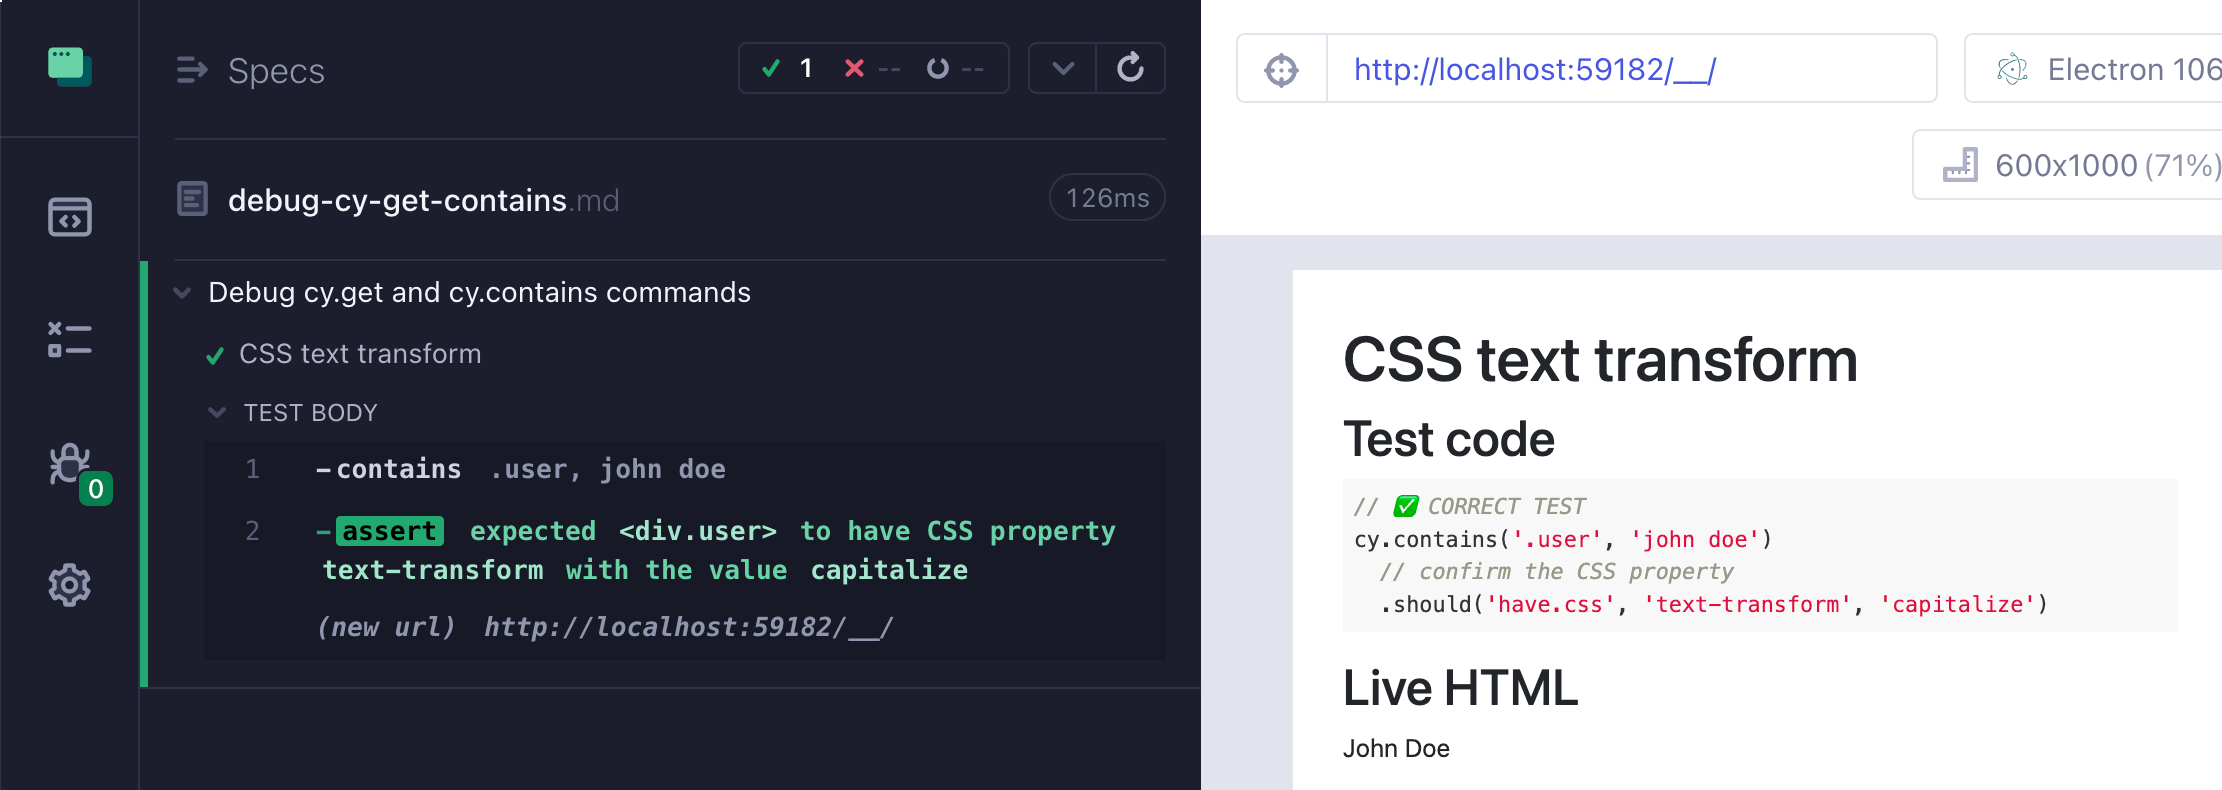 Specs
1 -- --
debug-cy-get-contains.md
126ms
Debug cy.get and cy.contains commands
CSS text transform
TEST BODY
1 -contains .user, john doe
2 -assert expected <div.user> to have CSS property
text-transform with the value capitalize
(new url) http://localhost:59182/__/
0
http://localhost:59182/__/
Electron 106
600x1000 (71%)
CSS text transform
Test code
// ✅ CORRECT TEST
cy.contains('.user', 'john doe')
// confirm the CSS property
.should('have.css', 'text-transform', 'capitalize')
Live HTML
John Doe